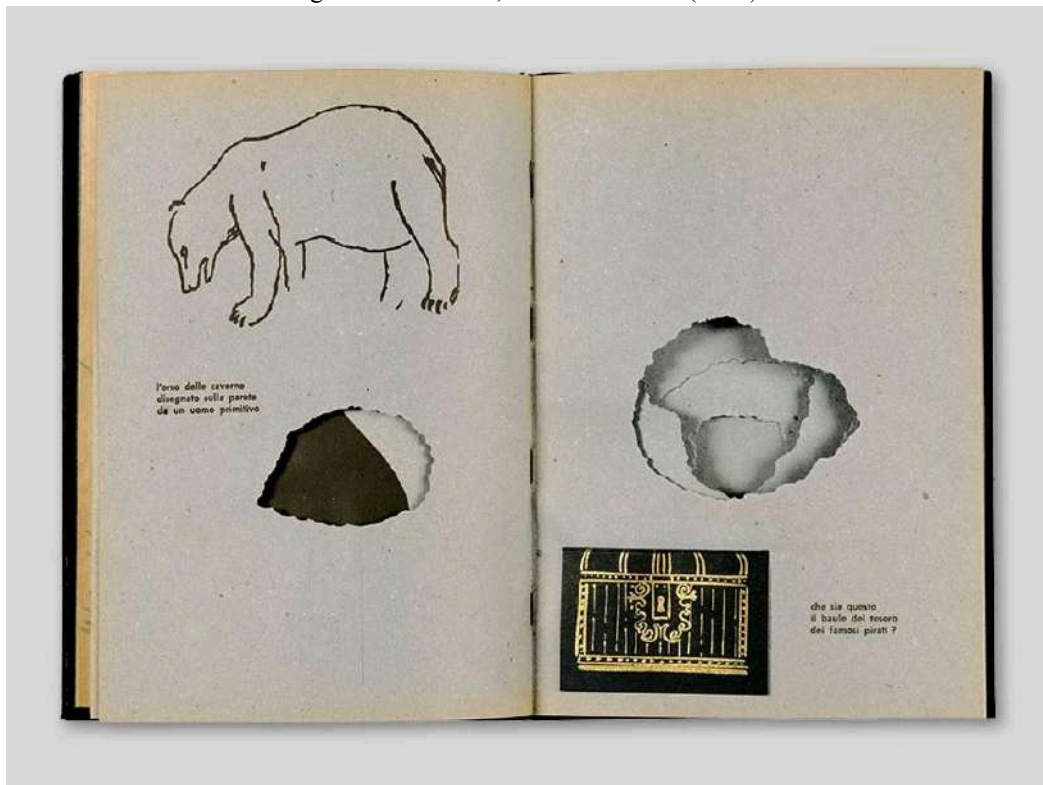 l'orso delle caverne
disegnato sulla parete
da un uomo primitivo
che sia questo
il baule del tesoro
dei famosi pirati ?